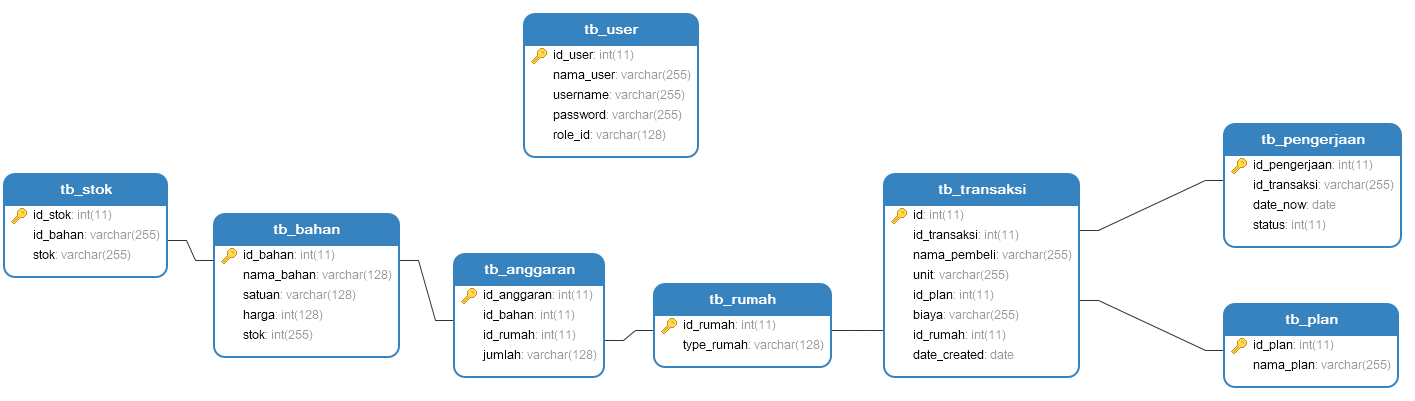 tb_user
id_user: int(11)
nama_user: varchar(255)
username: varchar(255)
password: varchar(255)
role_id: varchar(128)
tb_stok
id_stok: int(11)
id_bahan: varchar(255)
stok: varchar(255)
tb_bahan
id_bahan: int(11)
nama_bahan: varchar(128)
satuan: varchar(128)
harga: int(128)
stok: int(255)
tb_anggaran
id_anggaran: int(11)
id_bahan: int(11)
id_rumah: int(11)
jumlah: varchar(128)
tb_rumah
id_rumah: int(11)
type_rumah: varchar(128)
tb_transaksi
id: int(11)
id_transaksi: int(11)
nama_pembeli: varchar(255)
unit: varchar(255)
id_plan: int(11)
biaya: varchar(255)
id_rumah: int(11)
date_created: date
tb_pengerjaan
id_pengerjaan: int(11)
id_transaksi: varchar(255)
date_now: date
status: int(11)
tb_plan
id_plan: int(11)
nama_plan: varchar(255)